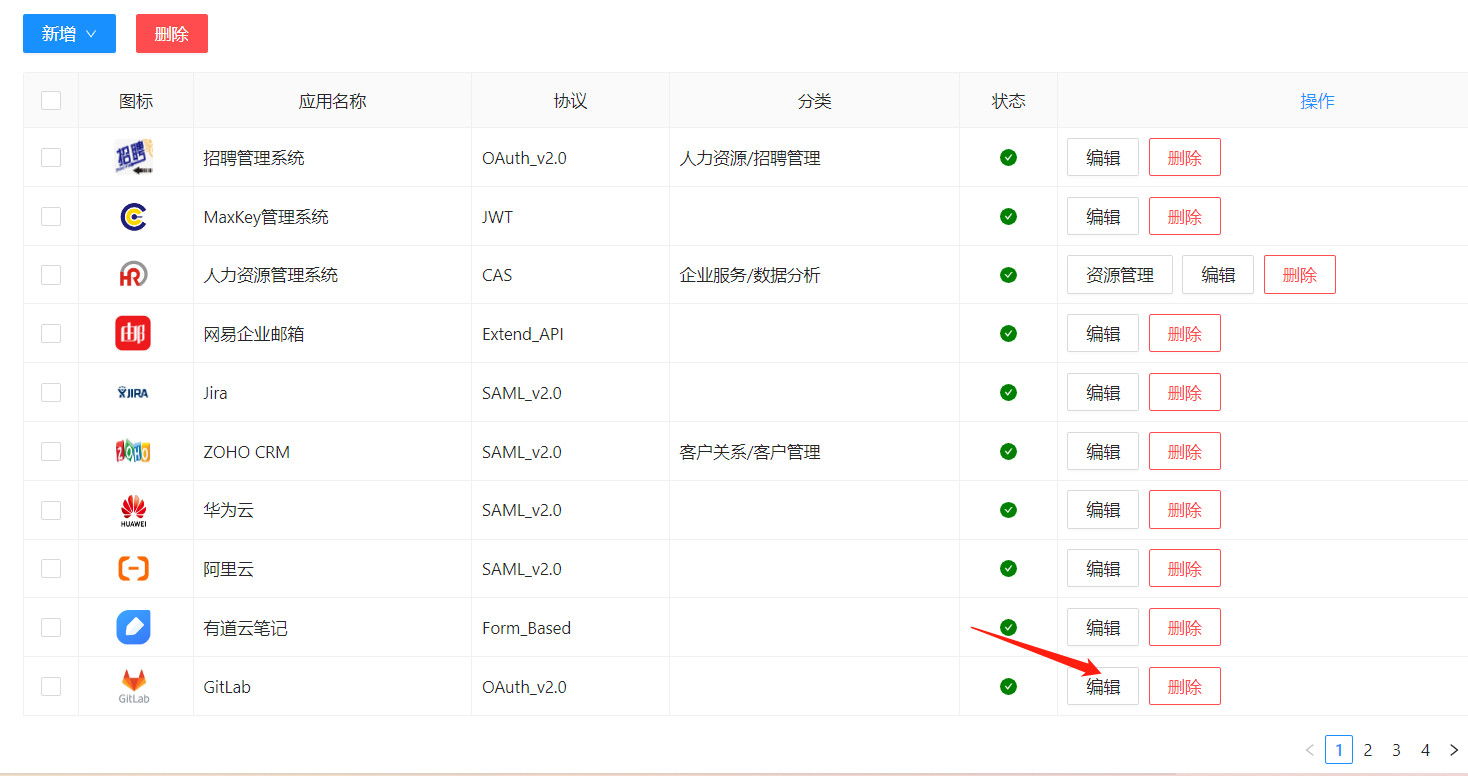 新增 删除
图标 应用名称 协议 分类 状态 操作
招聘 招聘管理系统 OAuth_v2.0 人力资源/招聘管理 编辑 删除
MaxKey管理系统 JWT 编辑 删除
HR 人力资源管理系统 CAS 企业服务/数据分析 资源管理 编辑 删除
邮 网易企业邮箱 Extend_API 编辑 删除
JIRA Jira SAML_v2.0 编辑 删除
ZOHO ZOHO CRM SAML_v2.0 客户关系/客户管理 编辑 删除
HUAWEI 华为云 SAML_v2.0 编辑 删除
阿里云 SAML_v2.0 编辑 删除
有道云笔记 Form_Based 编辑 删除
GitLab GitLab OAuth_v2.0 编辑 删除
< 1 2 3 4 >